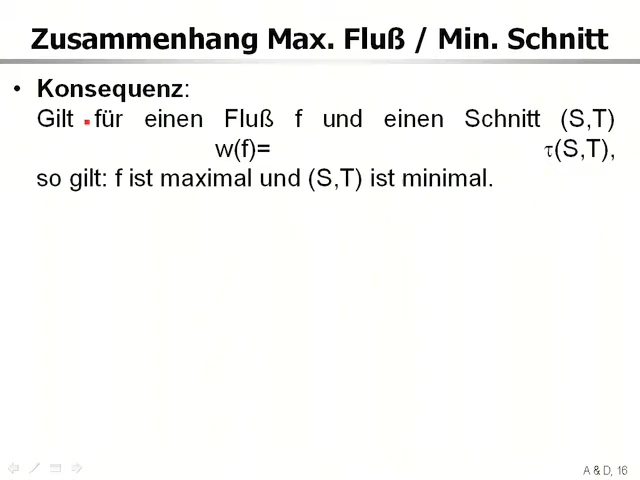 Zusammenhang Max. Fluß / Min. Schnitt
• Konsequenz:
Gilt für einen Fluß f und einen Schnitt (S,T)
w(f)= τ(S,T),
so gilt: f ist maximal und (S,T) ist minimal.
A & D, 16